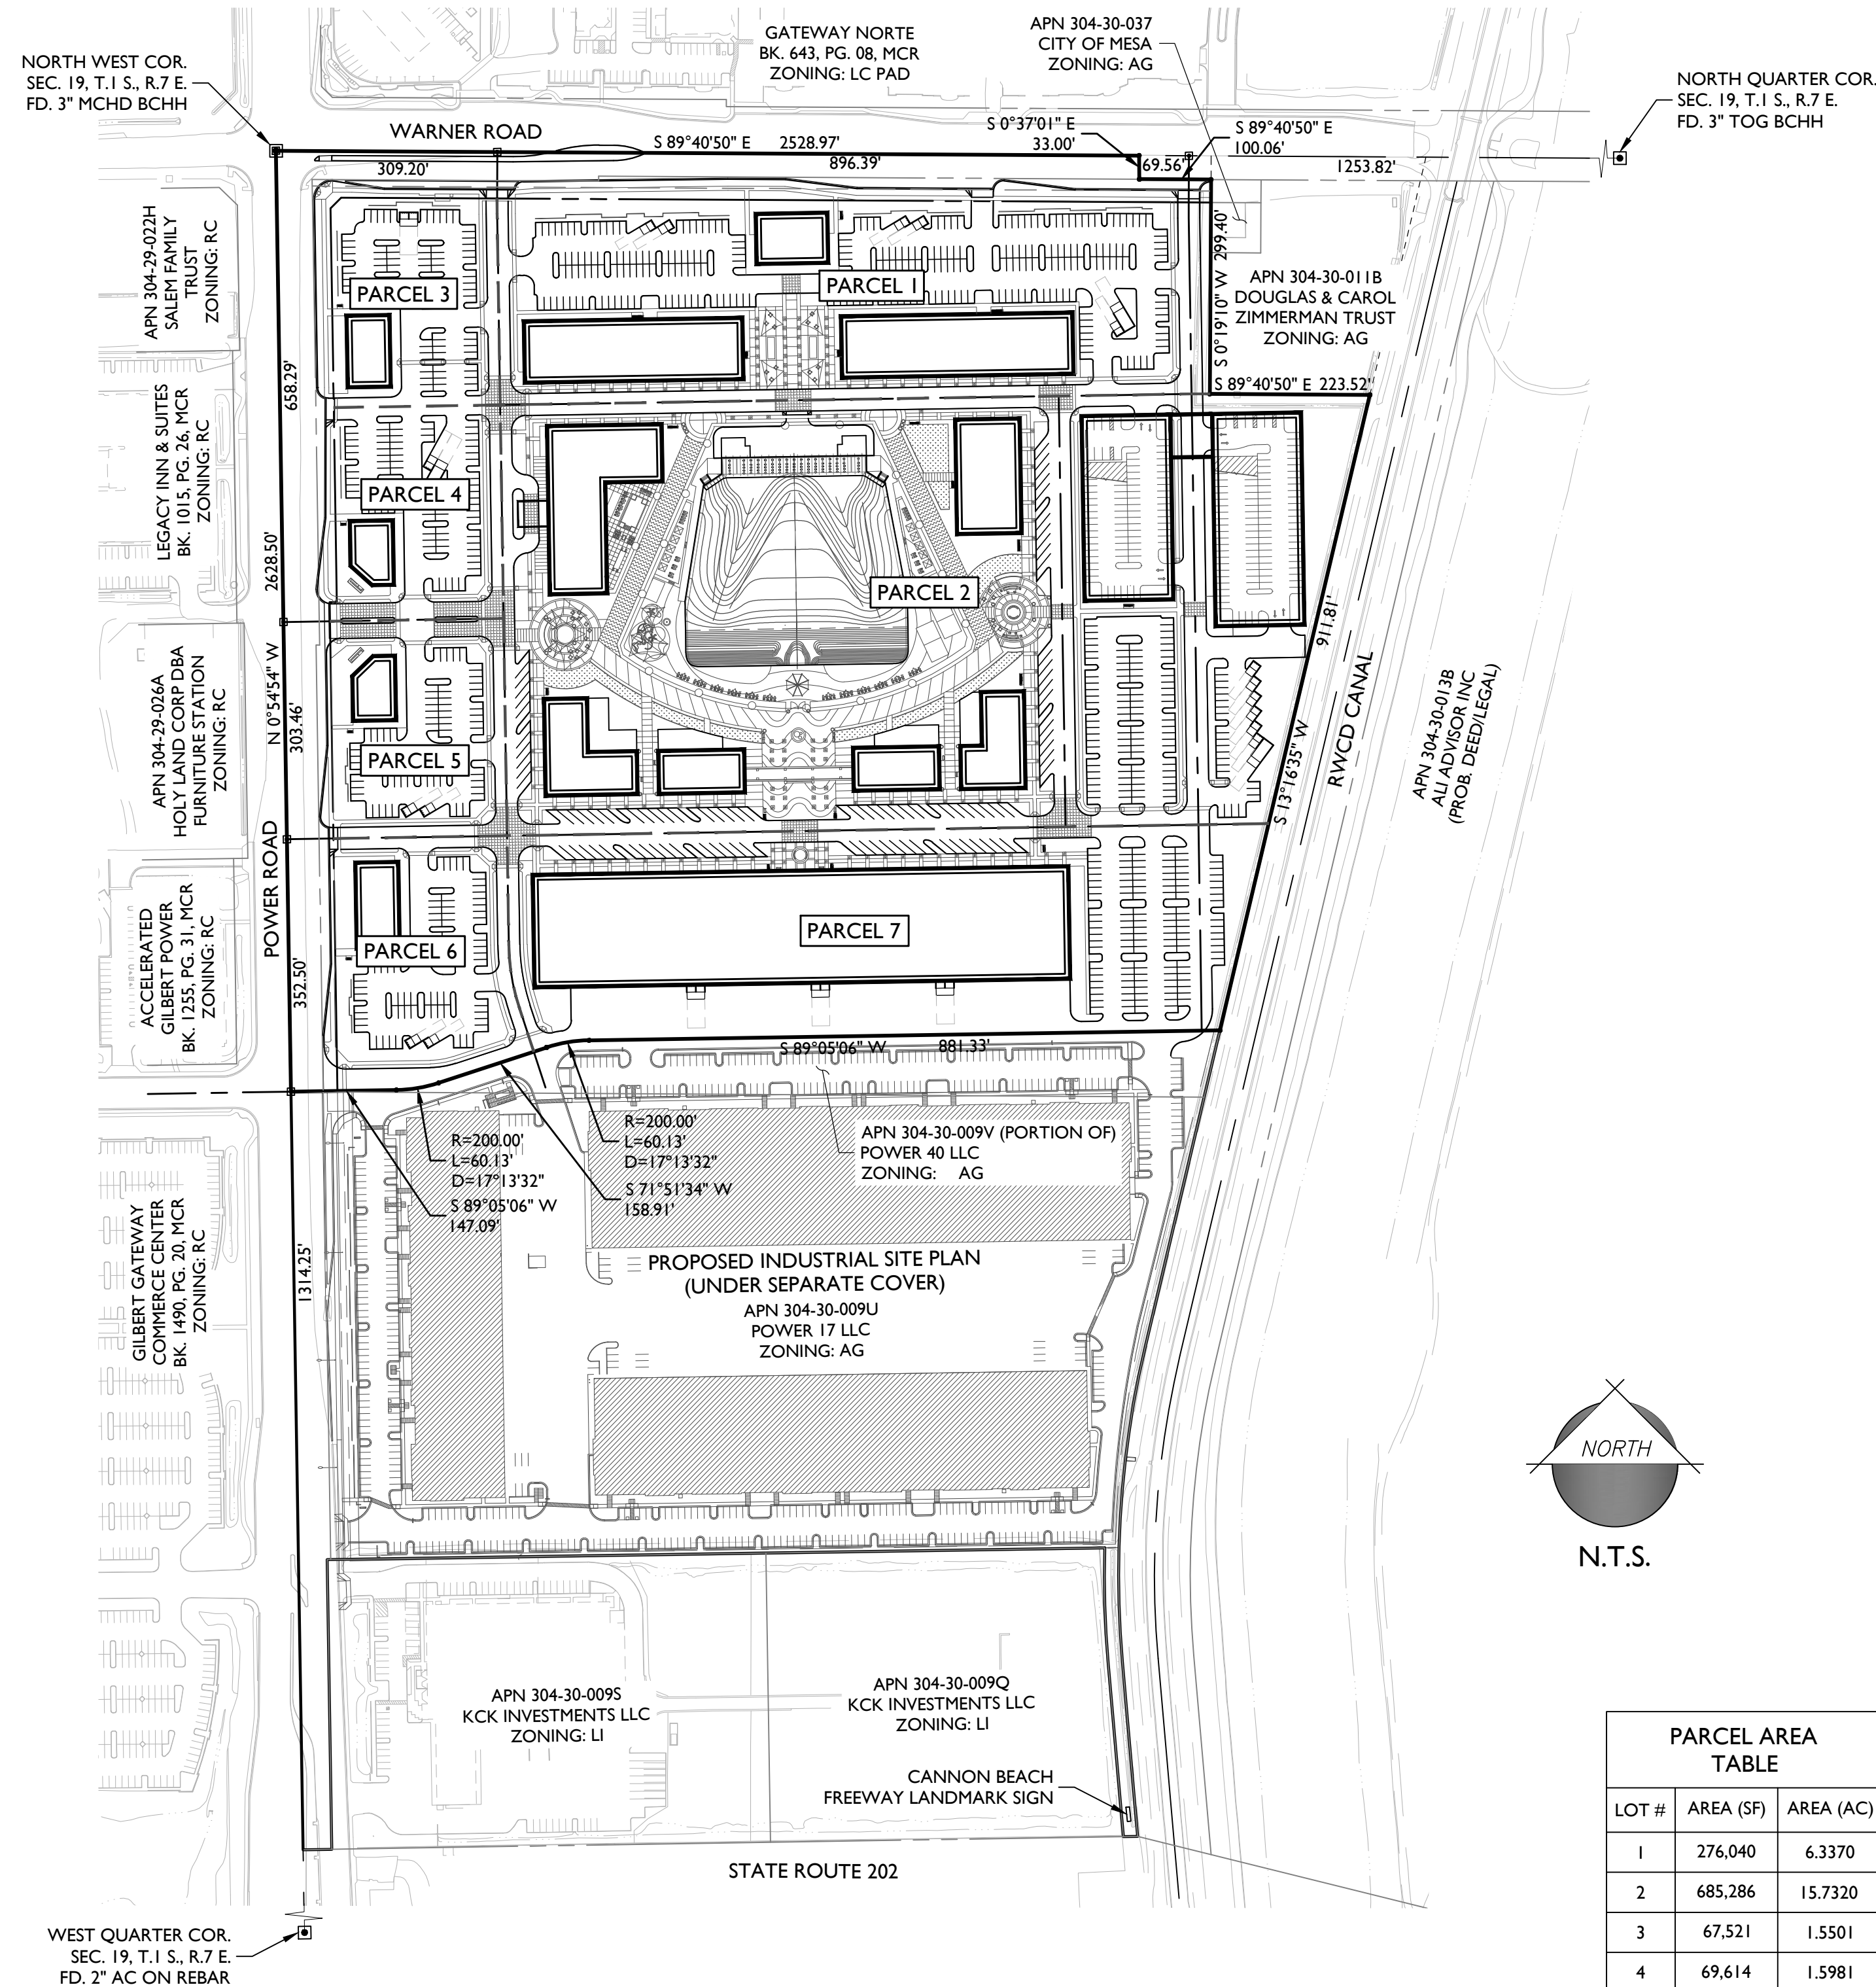 GATEWAY NORTE
BK. 643, PG. 08, MCR
ZONING: LC PAD
APN 304-30-037
CITY OF MESA
ZONING: AG
NORTH WEST COR.
SEC. 19, T.1 S., R.7 E.
FD. 3" MCHD BCHH
NORTH QUARTER COR.
SEC. 19, T.1 S., R.7 E.
FD. 3" TOG BCHH
WARNER ROAD
S 89°40'50" E 2528.97'
309.20'
896.39'
S 0°37'01" E
33.00'
S 89°40'50" E
100.06'
69.56'
1253.82'
APN 304-29-022H
SALEM FAMILY
TRUST
ZONING: RC
PARCEL 3
PARCEL 1
S 0°19'10" W 299.40'
APN 304-30-011B
DOUGLAS & CAROL
ZIMMERMAN TRUST
ZONING: AG
S 89°40'50" E 223.52'
658.29'
LEGACY INN & SUITES
BK. 1015, PG. 26, MCR
ZONING: RC
PARCEL 4
2628.50'
PARCEL 2
911.81'
S 13°16'35" W
RWCD CANAL
APN 304-30-013B
ALI ADVISOR INC
(PROB. DEED/LEGAL)
APN 304-29-026A
HOLY LAND CORP DBA
FURNITURE STATION
ZONING: RC
N 0°54'54" W
303.46'
PARCEL 5
POWER ROAD
ACCELERATED
GILBERT POWER
BK. 1255, PG. 31, MCR
ZONING: RC
352.50'
PARCEL 6
PARCEL 7
S 89°05'06" W 881.33'
R=200.00'
L=60.13'
D=17°13'32"
S 89°05'06" W
147.09'
R=200.00'
L=60.13'
D=17°13'32"
S 71°51'34" W
158.91'
APN 304-30-009V (PORTION OF)
POWER 40 LLC
ZONING: AG
GILBERT GATEWAY
COMMERCE CENTER
BK. 1490, PG. 20, MCR
ZONING: RC
1314.25'
PROPOSED INDUSTRIAL SITE PLAN
(UNDER SEPARATE COVER)
APN 304-30-009U
POWER 17 LLC
ZONING: AG
NORTH
N.T.S.
APN 304-30-009S
KCK INVESTMENTS LLC
ZONING: LI
APN 304-30-009Q
KCK INVESTMENTS LLC
ZONING: LI
CANNON BEACH
FREEWAY LANDMARK SIGN
STATE ROUTE 202
WEST QUARTER COR.
SEC. 19, T.1 S., R.7 E.
FD. 2" AC ON REBAR
PARCEL AREA
TABLE
LOT # AREA (SF) AREA (AC)
1 276,040 6.3370
2 685,286 15.7320
3 67,521 1.5501
4 69,614 1.5981